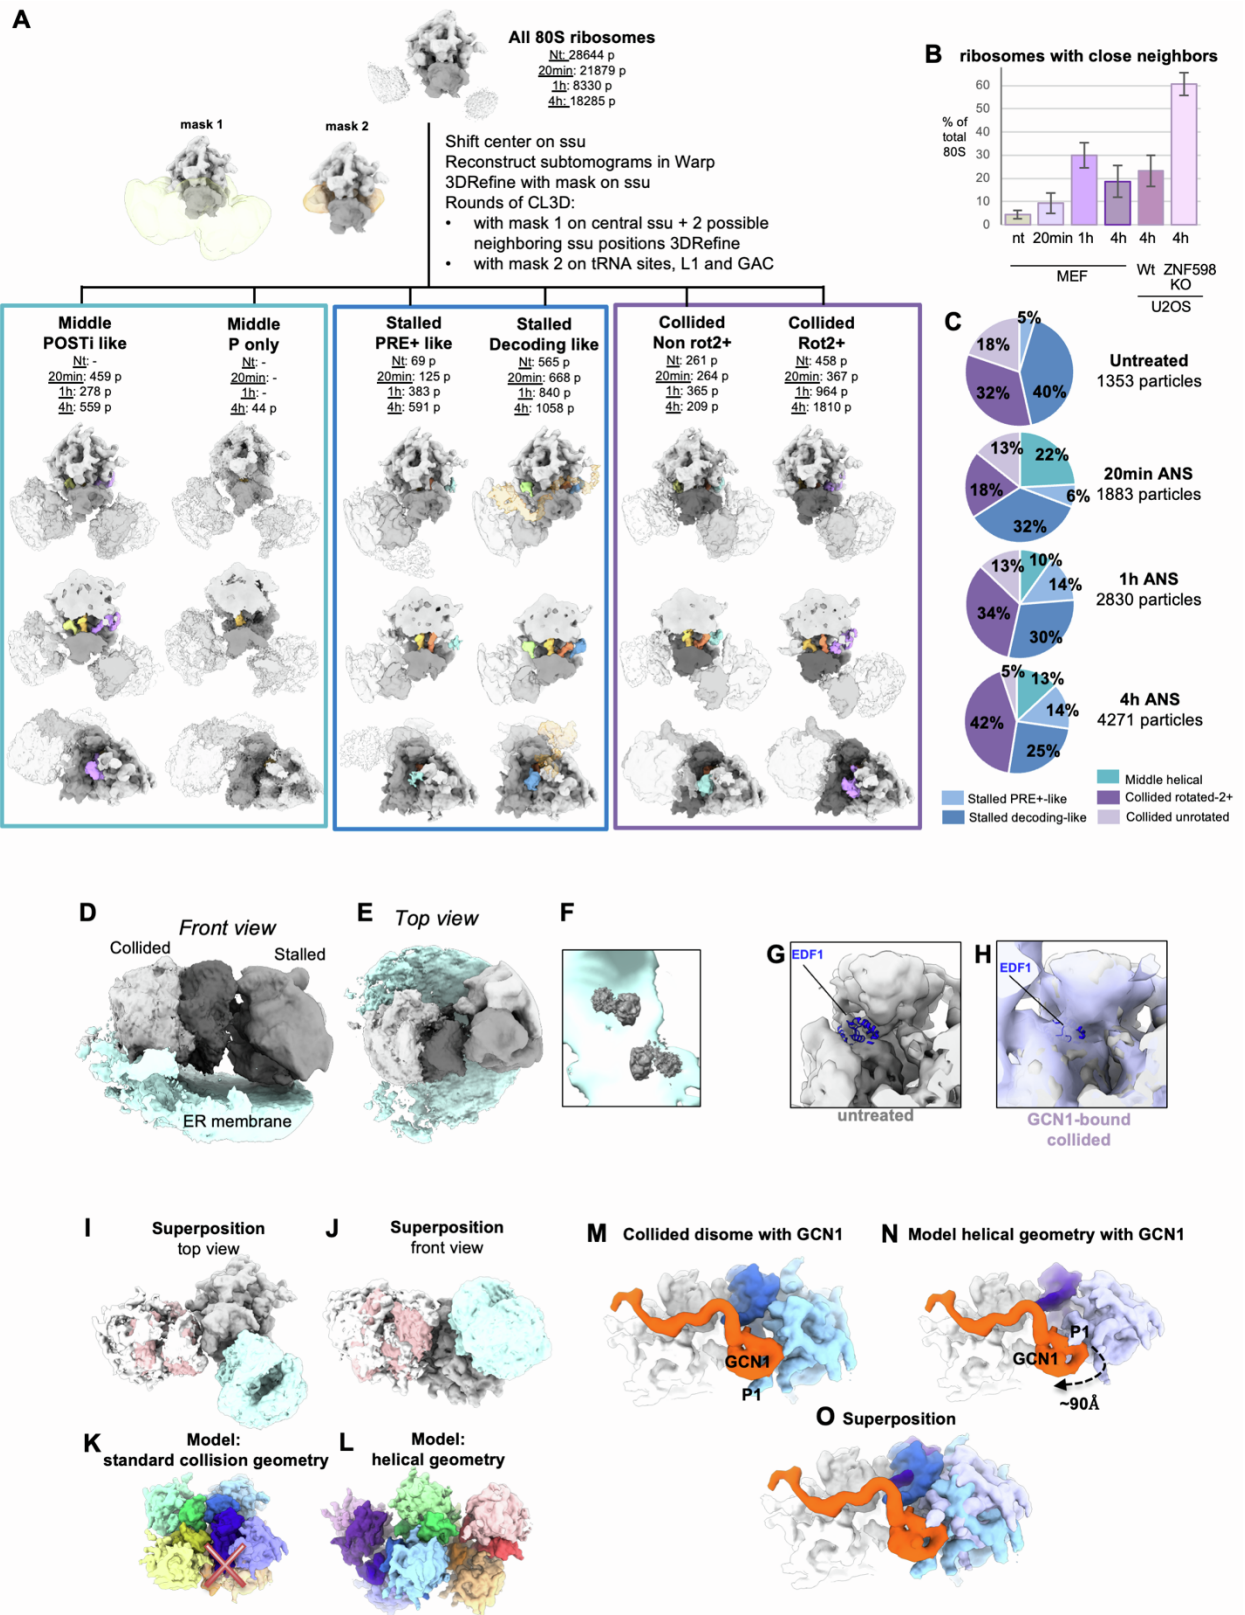 A
All 80S ribosomes
Nt: 28644 p
20min: 21879 p
1h: 8330 p
4h: 18285 p
mask 1
mask 2
Shift center on ssu
Reconstruct subtomograms in Warp
3DRefine with mask on ssu
Rounds of CL3D:
• with mask 1 on central ssu + 2 possible
neighboring ssu positions 3DRefine
• with mask 2 on tRNA sites, L1 and GAC
Middle
POSTi like
Nt: -
20min: 459 p
1h: 278 p
4h: 559 p
Middle
P only
Nt: -
20min: -
1h: -
4h: 44 p
Stalled
PRE+ like
Nt: 69 p
20min: 125 p
1h: 383 p
4h: 591 p
Stalled
Decoding like
Nt: 565 p
20min: 668 p
1h: 840 p
4h: 1058 p
Collided
Non rot2+
Nt: 261 p
20min: 264 p
1h: 365 p
4h: 209 p
Collided
Rot2+
Nt: 458 p
20min: 367 p
1h: 964 p
4h: 1810 p
B
ribosomes with close neighbors
% of
total
80S
60
50
40
30
20
10
0
nt 20min 1h 4h 4h 4h
MEF
Wt ZNF598
KO
U2OS
C
5%
18%
32%
40%
Untreated
1353 particles
13%
22%
18%
6%
32%
20min ANS
1883 particles
13%
10%
14%
34%
30%
1h ANS
2830 particles
5%
13%
14%
42%
25%
4h ANS
4271 particles
Middle helical
Stalled PRE+-like
Collided rotated-2+
Stalled decoding-like
Collided unrotated
D
Front view
Collided
Stalled
ER membrane
E
Top view
F
G
EDF1
untreated
H
EDF1
GCN1-bound
collided
I
Superposition
top view
J
Superposition
front view
K
Model:
standard collision geometry
L
Model:
helical geometry
M
Collided disome with GCN1
GCN1
P1
N
Model helical geometry with GCN1
P1
GCN1
~90Å
O
Superposition